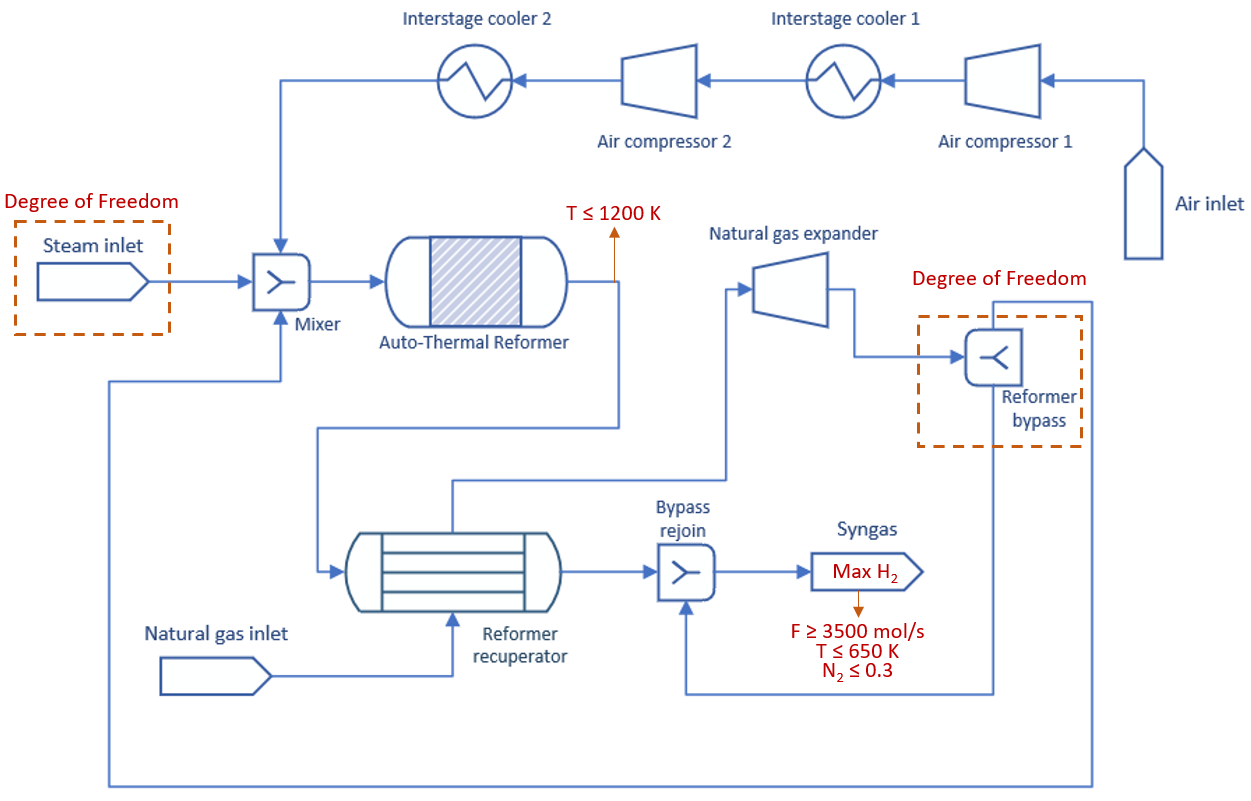 Interstage cooler 2
Interstage cooler 1
Air compressor 2
Air compressor 1
Degree of Freedom
T ≤ 1200 K
Air inlet
Steam inlet
Natural gas expander
Degree of Freedom
Mixer
Auto-Thermal Reformer
Reformer
bypass
Bypass
rejoin
Syngas
Max H₂
Natural gas inlet
Reformer
recuperator
F ≥ 3500 mol/s
T ≤ 650 K
N₂ ≤ 0.3